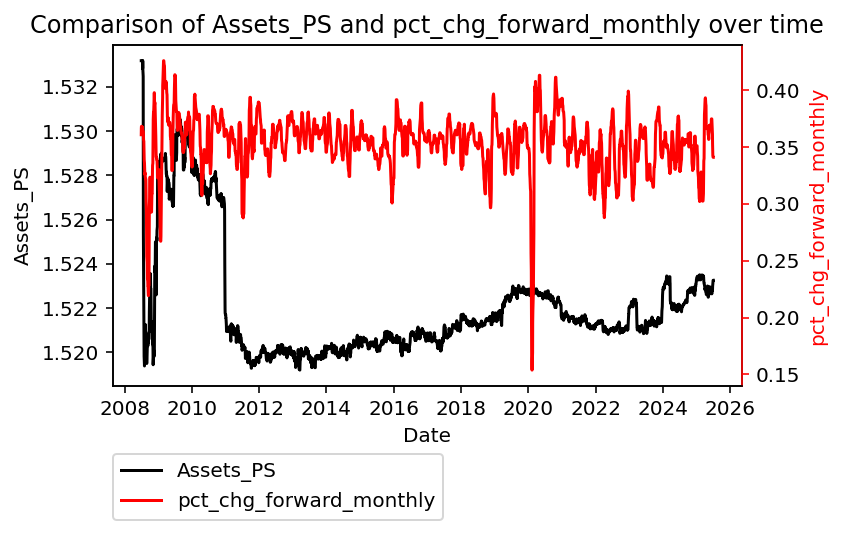 Comparison of Assets_PS and pct_chg_forward_monthly over time
1.532
1.530
1.528
1.526
1.524
1.522
1.520
Assets_PS
0.40
0.35
0.30
0.25
0.20
0.15
pct_chg_forward_monthly
2008 2010 2012 2014 2016 2018 2020 2022 2024 2026
Date
Assets_PS
pct_chg_forward_monthly